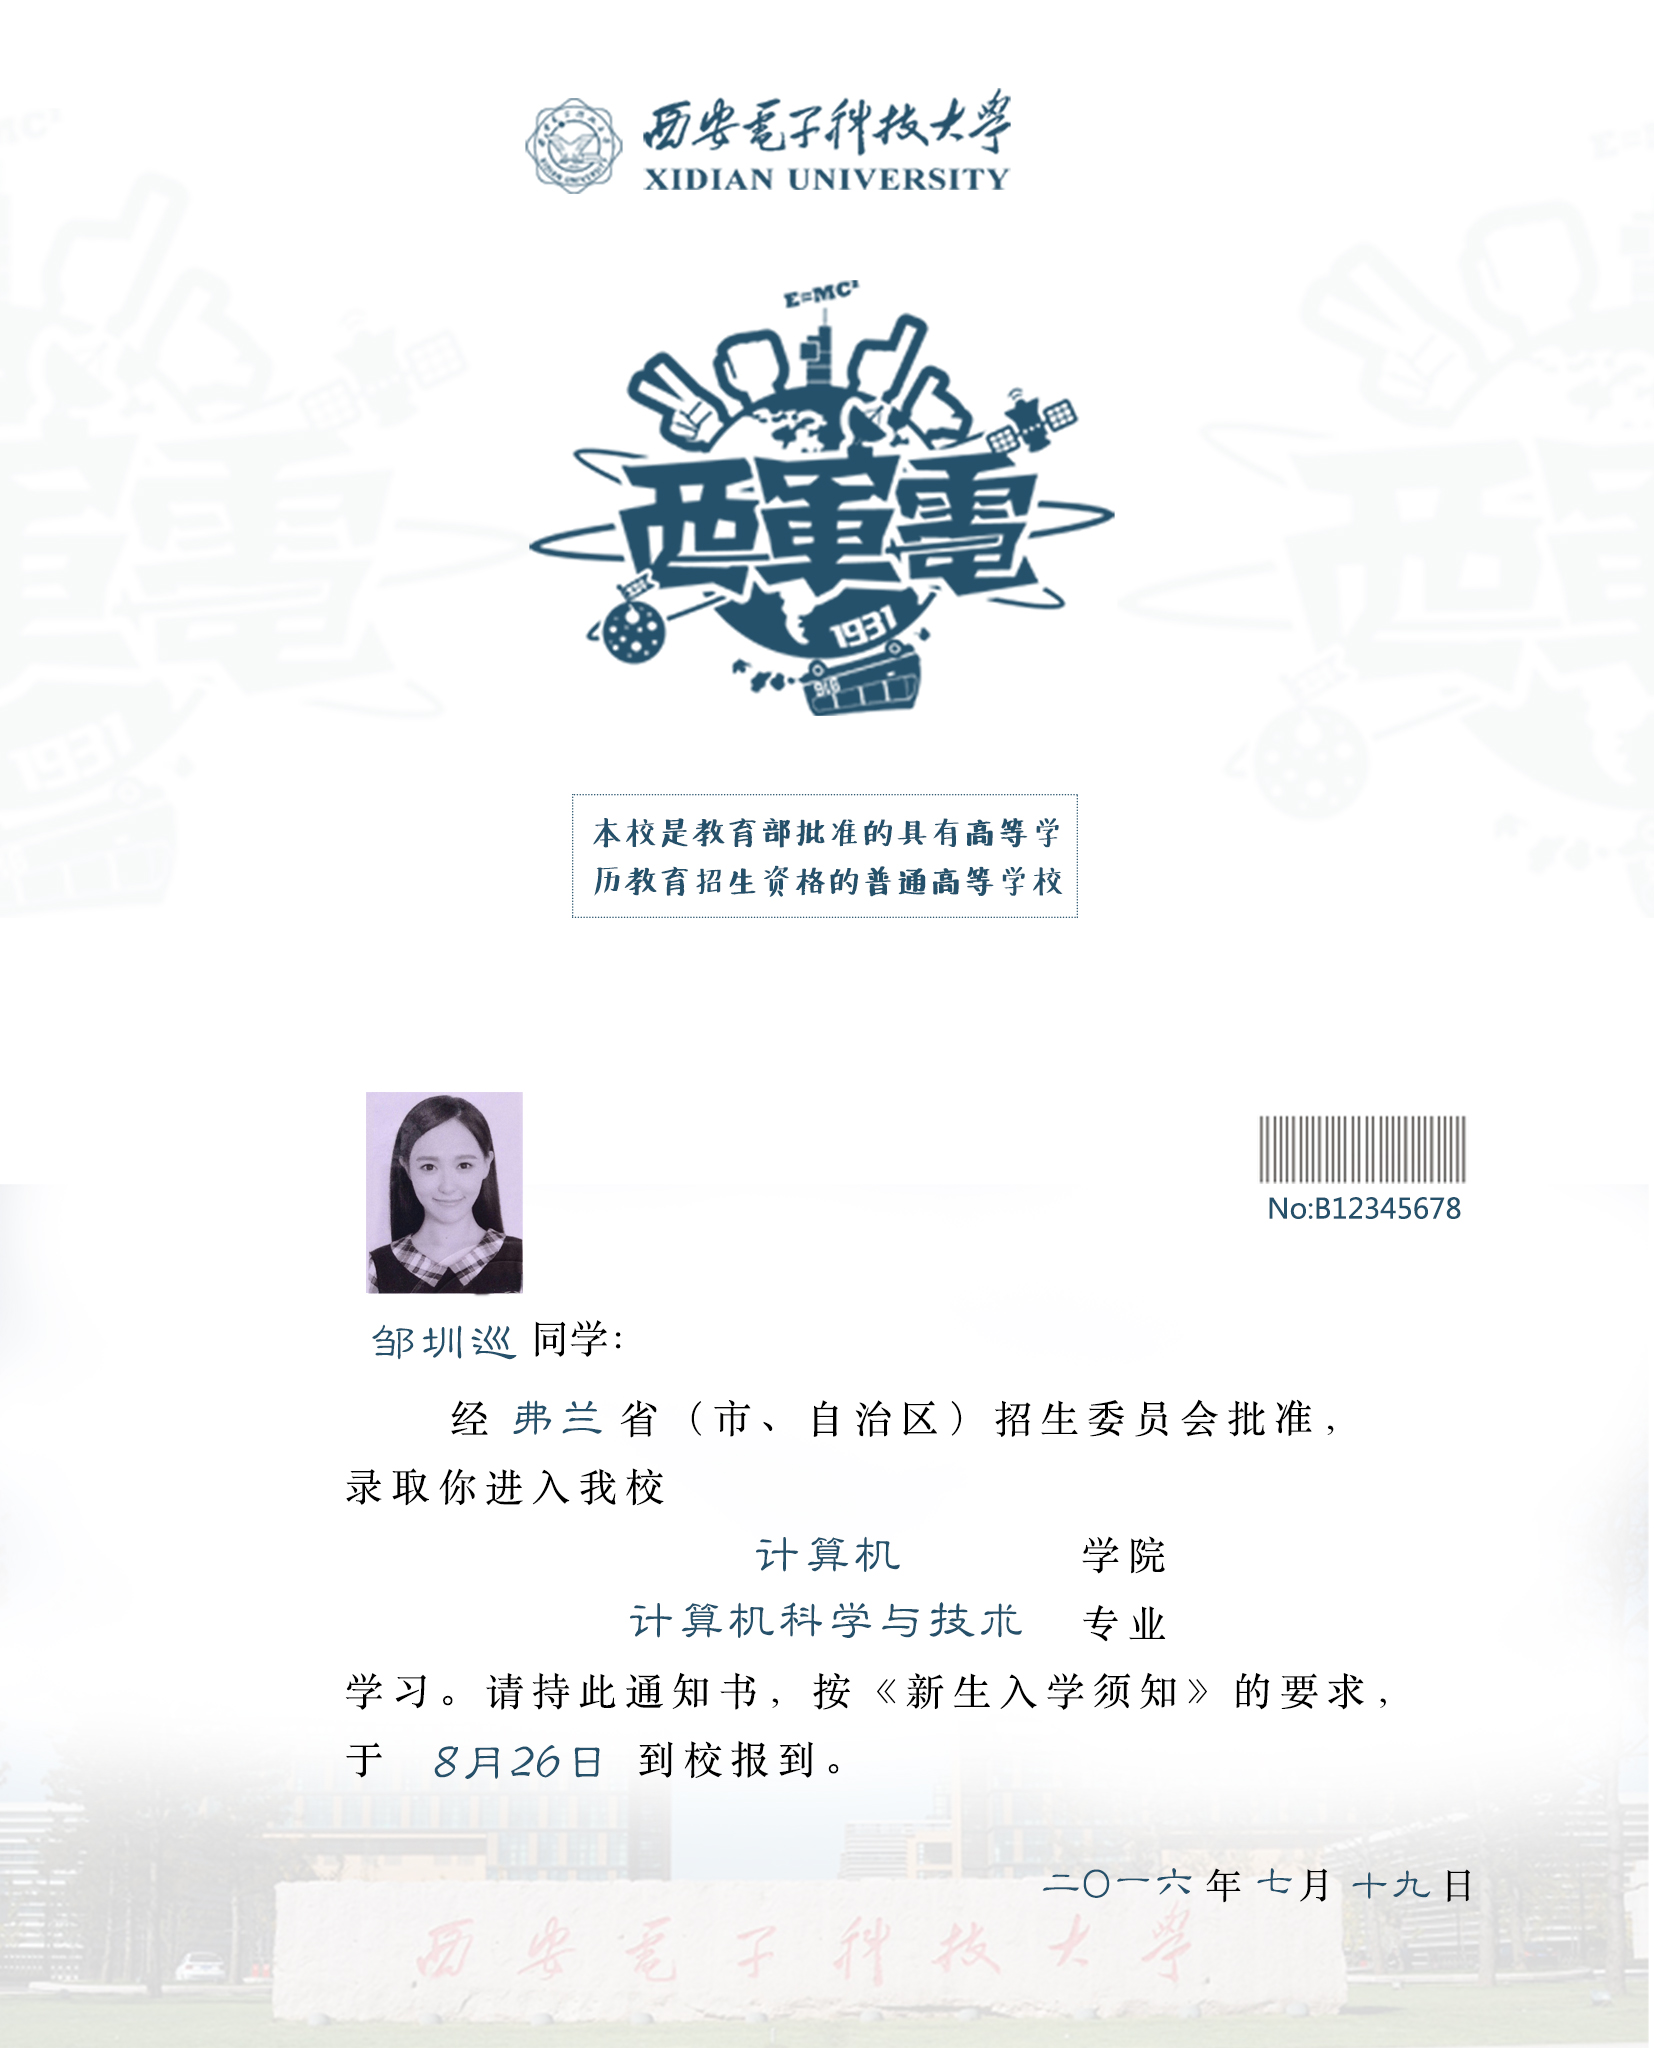 西安電子科技大學
XIDIAN UNIVERSITY
E=MC²
西軍電
1931
本校是教育部批准的具有高等学
历教育招生资格的普通高等学校
No:B12345678
邹圳巡 同学：
经 弗兰 省（市、自治区）招生委员会批准，
录取你进入我校
计算机 学院
计算机科学与技术 专业
学习。请持此通知书，按《新生入学须知》的要求，
于 8月26日 到校报到。
二〇一六 年 七 月 十九 日
西安電子科技大學